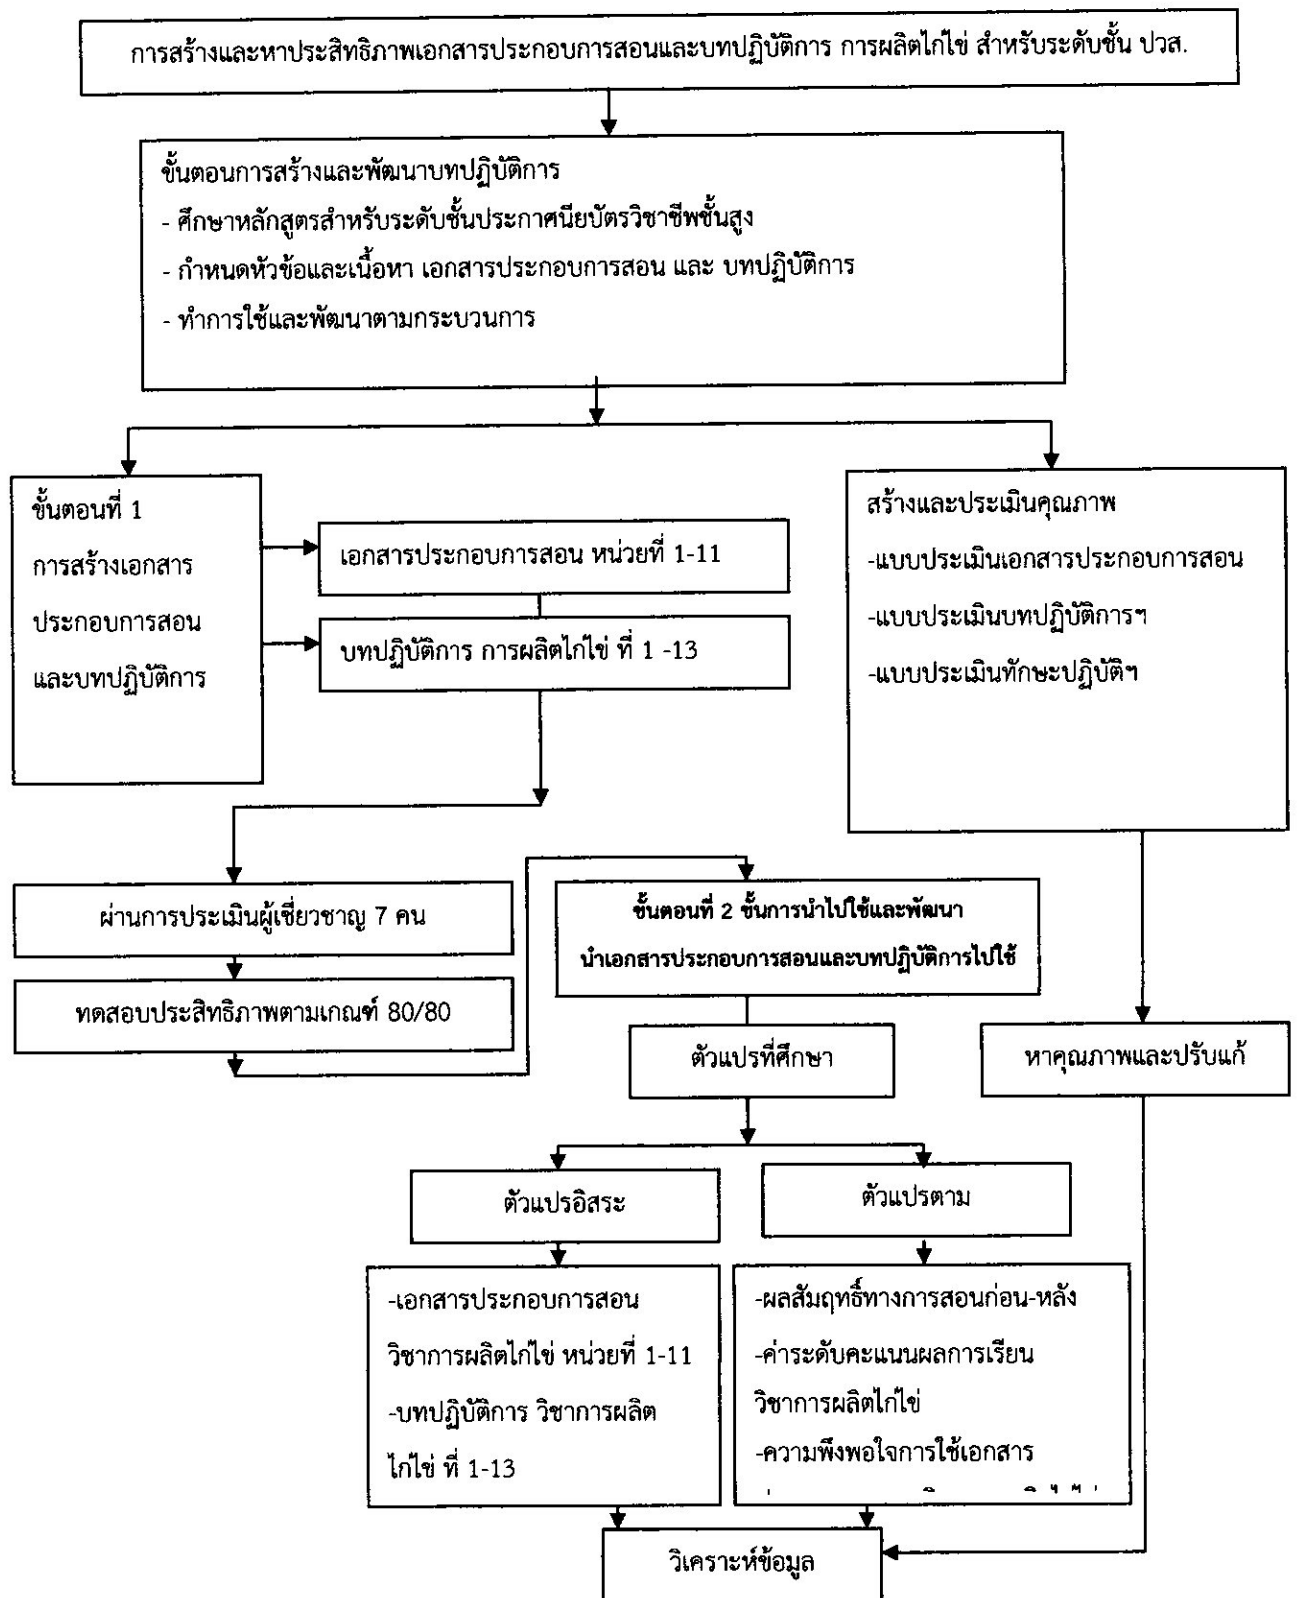 การสร้างและหาประสิทธิภาพเอกสารประกอบการสอนและบทปฏิบัติการ การผลิตไก่ไข่ สำหรับระดับชั้น ปวส.
ขั้นตอนการสร้างและพัฒนาบทปฏิบัติการ
- ศึกษาหลักสูตรสำหรับระดับชั้นประกาศนียบัตรวิชาชีพชั้นสูง
- กำหนดหัวข้อและเนื้อหา เอกสารประกอบการสอน และ บทปฏิบัติการ
- ทำการใช้และพัฒนาตามกระบวนการ
ขั้นตอนที่ 1
การสร้างเอกสาร
ประกอบการสอน
และบทปฏิบัติการ
เอกสารประกอบการสอน หน่วยที่ 1-11
บทปฏิบัติการ การผลิตไก่ไข่ ที่ 1 -13
สร้างและประเมินคุณภาพ
-แบบประเมินเอกสารประกอบการสอน
-แบบประเมินบทปฏิบัติการฯ
-แบบประเมินทักษะปฏิบัติฯ
ผ่านการประเมินผู้เชี่ยวชาญ 7 คน
ทดสอบประสิทธิภาพตามเกณฑ์ 80/80
ขั้นตอนที่ 2 ขั้นการนำไปใช้และพัฒนา
นำเอกสารประกอบการสอนและบทปฏิบัติการไปใช้
ตัวแปรที่ศึกษา
หาคุณภาพและปรับแก้
ตัวแปรอิสระ
ตัวแปรตาม
-เอกสารประกอบการสอน
วิชาการผลิตไก่ไข่ หน่วยที่ 1-11
-บทปฏิบัติการ วิชาการผลิต
ไก่ไข่ ที่ 1-13
-ผลสัมฤทธิ์ทางการสอนก่อน-หลัง
-ค่าระดับคะแนนผลการเรียน
วิชาการผลิตไก่ไข่
-ความพึงพอใจการใช้เอกสาร
วิเคราะห์ข้อมูล